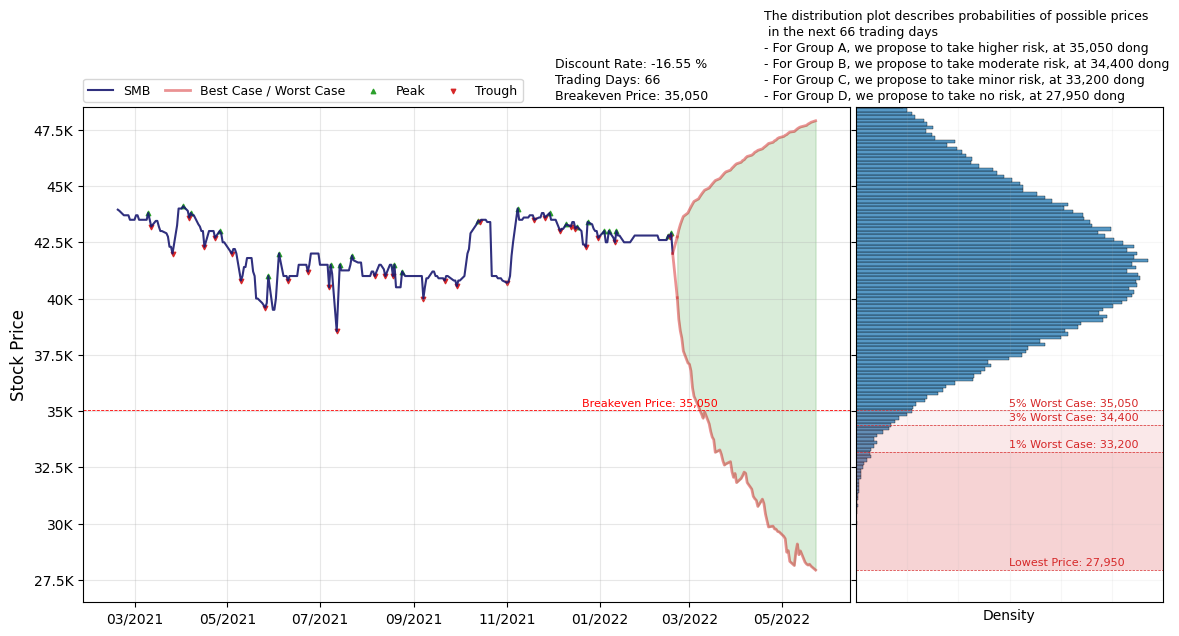 The distribution plot describes probabilities of possible prices
in the next 66 trading days
- For Group A, we propose to take higher risk, at 35,050 dong
- For Group B, we propose to take moderate risk, at 34,400 dong
- For Group C, we propose to take minor risk, at 33,200 dong
- For Group D, we propose to take no risk, at 27,950 dong
Discount Rate: -16.55 %
Trading Days: 66
Breakeven Price: 35,050
SMB Best Case / Worst Case Peak Trough
Stock Price
47.5K
45K
42.5K
40K
37.5K
35K
32.5K
30K
27.5K
Breakeven Price: 35,050
5% Worst Case: 35,050
3% Worst Case: 34,400
1% Worst Case: 33,200
Lowest Price: 27,950
03/2021 05/2021 07/2021 09/2021 11/2021 01/2022 03/2022 05/2022
Density